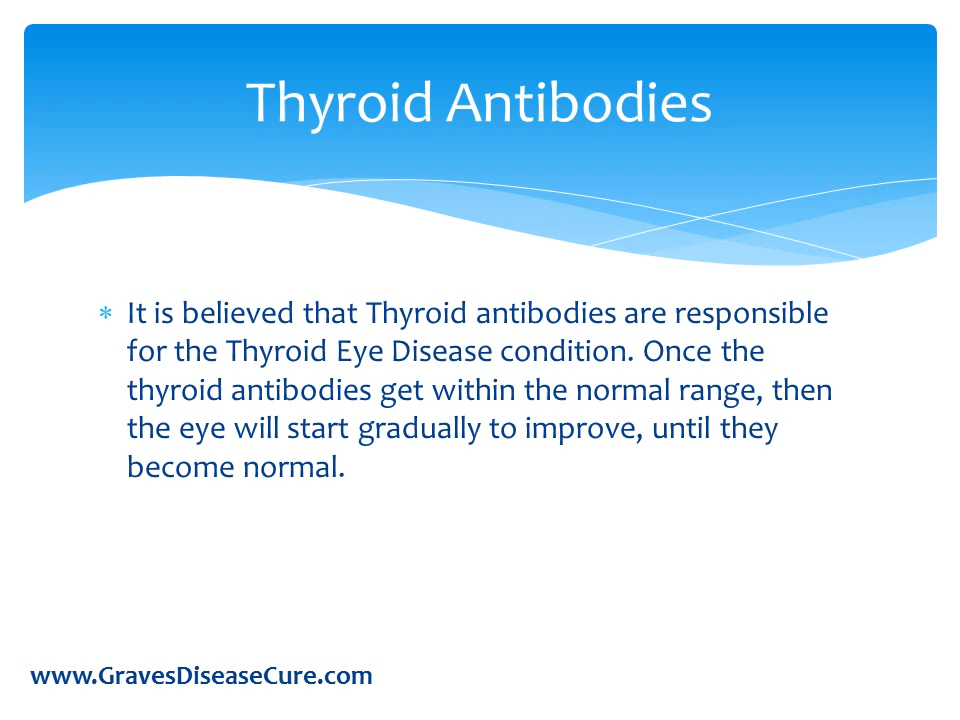 Thyroid Antibodies
It is believed that Thyroid antibodies are responsible
for the Thyroid Eye Disease condition. Once the
thyroid antibodies get within the normal range, then
the eye will start gradually to improve, until they
become normal.
www.GravesDiseaseCure.com